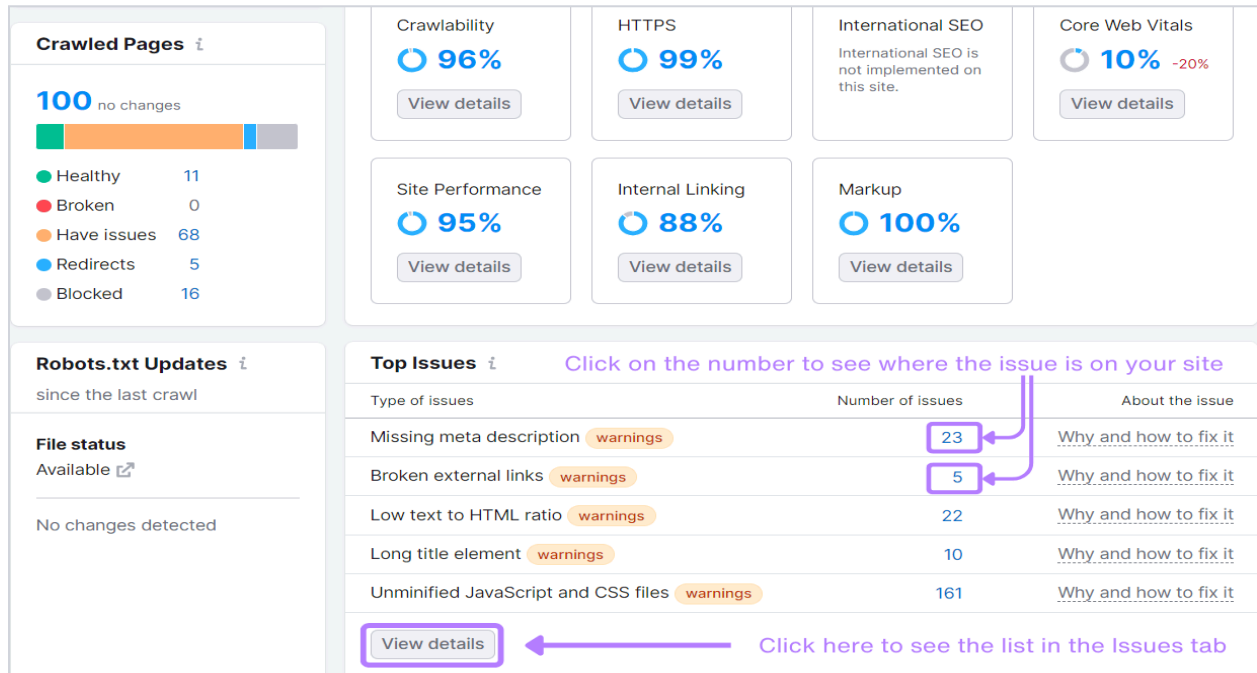 Crawled Pages i
100 no changes
Healthy 11
Broken 0
Have issues 68
Redirects 5
Blocked 16
Crawlability
96%
View details
HTTPS
99%
View details
International SEO
International SEO is
not implemented on
this site.
Core Web Vitals
10% -20%
View details
Site Performance
95%
View details
Internal Linking
88%
View details
Markup
100%
View details
Robots.txt Updates i
since the last crawl
File status
Available
No changes detected
Top Issues i
Click on the number to see where the issue is on your site
Type of issues Number of issues About the issue
Missing meta description warnings 23 Why and how to fix it
Broken external links warnings 5 Why and how to fix it
Low text to HTML ratio warnings 22 Why and how to fix it
Long title element warnings 10 Why and how to fix it
Unminified JavaScript and CSS files warnings 161 Why and how to fix it
View details
Click here to see the list in the Issues tab